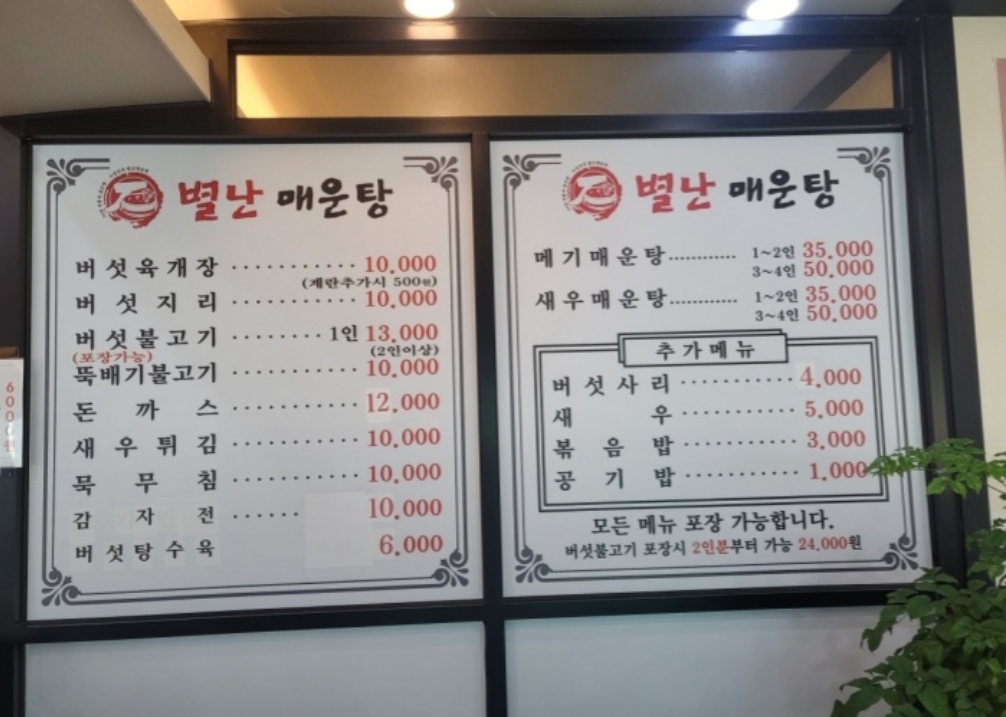 별난 매운탕
버섯육개장 ··········· 10.000
(계란추가시 500원)
버섯지리 ··········· 10.000
버섯불고기 ······· 1인 13.000
(포장가능) (2인이상)
뚝배기불고기 ··········· 10.000
돈까스 ··········· 12.000
새우튀김 ··········· 10.000
묵무침 ··········· 10.000
감자전 ······ 10.000
버섯탕수육 6.000
별난 매운탕
메기매운탕 ············ 1~2인 35.000
3~4인 50.000
새우매운탕 ············ 1~2인 35.000
3~4인 50.000
추가메뉴
버섯사리 ··········· 4.000
새우 ··········· 5.000
볶음밥 ··········· 3.000
공기밥 ··········· 1.000
모든 메뉴 포장 가능합니다.
버섯불고기 포장시 2인분부터 가능 24.000원